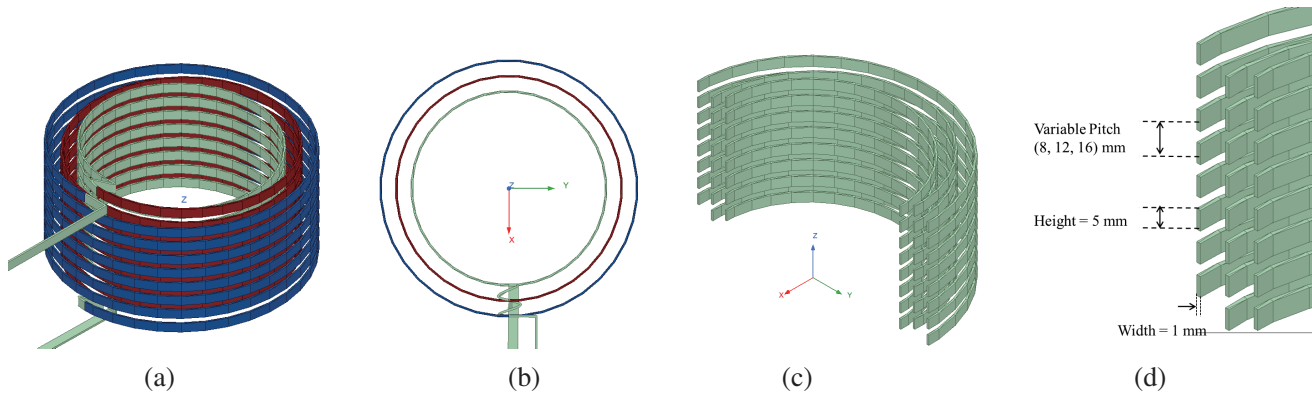 Z
Z
Y
X
Z
X
Y
Variable Pitch
(8, 12, 16) mm
Height = 5 mm
Width = 1 mm
(a)
(b)
(c)
(d)